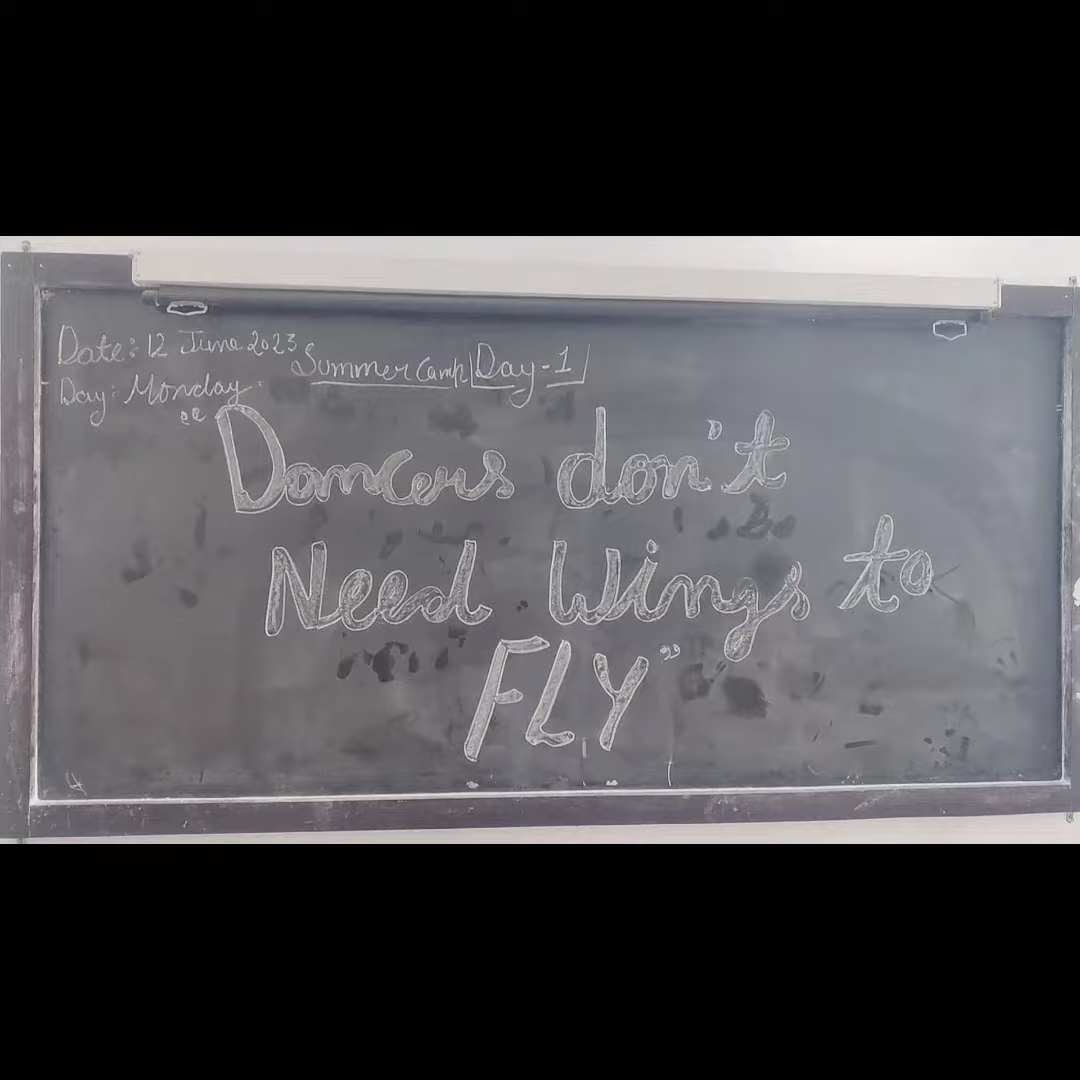 Date: 12 June 2023
Summer Camp | Day - 1
Day: Monday.
"Dancers don't
Need Wings to
FLY"